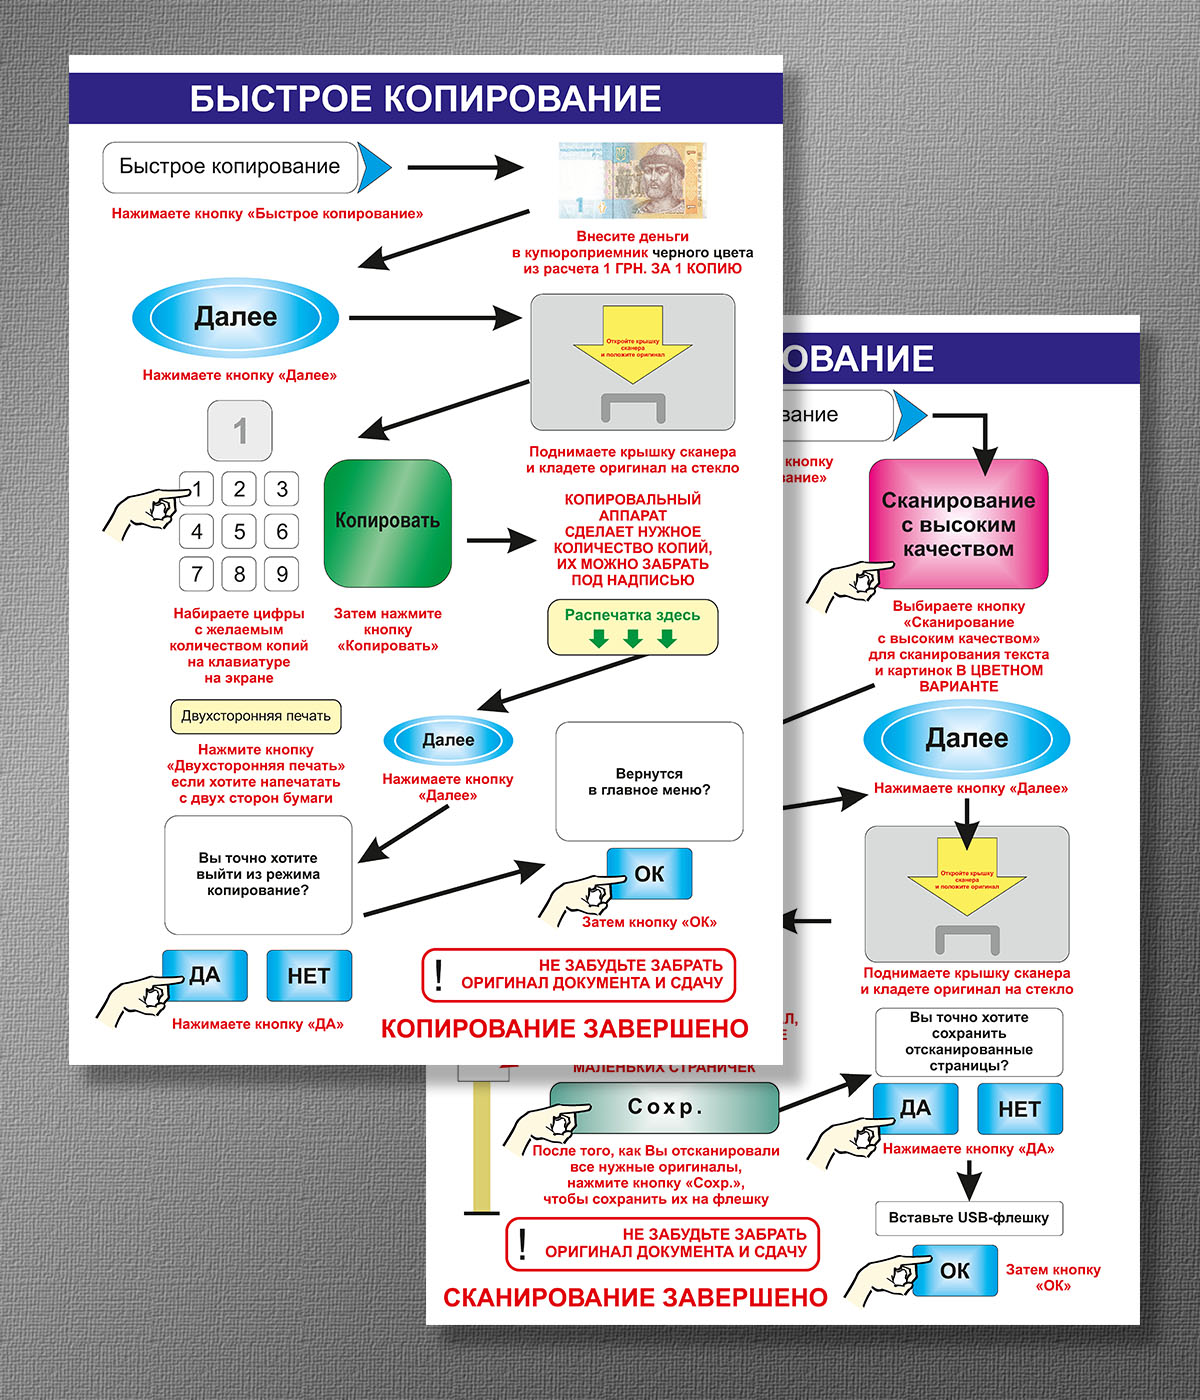 БЫСТРОЕ КОПИРОВАНИЕ
Быстрое копирование
Нажимаете кнопку «Быстрое копирование»
1
Внесите деньги
в купюроприемник черного цвета
из расчета 1 ГРН. ЗА 1 КОПИЮ
Далее
Нажимаете кнопку «Далее»
Откройте крышку
сканера
и положите оригинал
Поднимаете крышку сканера
и кладете оригинал на стекло
1
1 2 3
4 5 6
7 8 9
Набираете цифры
с желаемым
количеством копий
на клавиатуре
на экране
Копировать
Затем нажмите
кнопку
«Копировать»
КОПИРОВАЛЬНЫЙ
АППАРАТ
СДЕЛАЕТ НУЖНОЕ
КОЛИЧЕСТВО КОПИЙ,
ИХ МОЖНО ЗАБРАТЬ
ПОД НАДПИСЬЮ
Распечатка здесь
Двухсторонняя печать
Нажмите кнопку
«Двухсторонняя печать»
если хотите напечатать
с двух сторон бумаги
Далее
Нажимаете кнопку
«Далее»
Вы точно хотите
выйти из режима
копирование?
ДА
НЕТ
Нажимаете кнопку «ДА»
Вернутся
в главное меню?
ОК
Затем кнопку «ОК»
!
НЕ ЗАБУДЬТЕ ЗАБРАТЬ
ОРИГИНАЛ ДОКУМЕНТА И СДАЧУ
КОПИРОВАНИЕ ЗАВЕРШЕНО
ОВАНИЕ
вание
кнопку
вание»
Сканирование
с высоким
качеством
Выбираете кнопку
«Сканирование
с высоким качеством»
для сканирования текста
и картинок В ЦВЕТНОМ
ВАРИАНТЕ
Далее
Нажимаете кнопку «Далее»
Откройте крышку
сканера
и положите оригинал
Поднимаете крышку сканера
и кладете оригинал на стекло
Л,
Е
МАЛЕНЬКИХ СТРАНИЧЕК
Сохр.
После того, как Вы отсканировали
все нужные оригиналы,
нажмите кнопку «Сохр.»,
чтобы сохранить их на флешку
Вы точно хотите
сохранить
отсканированные
страницы?
ДА
НЕТ
Нажимаете кнопку «ДА»
Вставьте USB-флешку
ОК
Затем кнопку
«ОК»
!
НЕ ЗАБУДЬТЕ ЗАБРАТЬ
ОРИГИНАЛ ДОКУМЕНТА И СДАЧУ
СКАНИРОВАНИЕ ЗАВЕРШЕНО